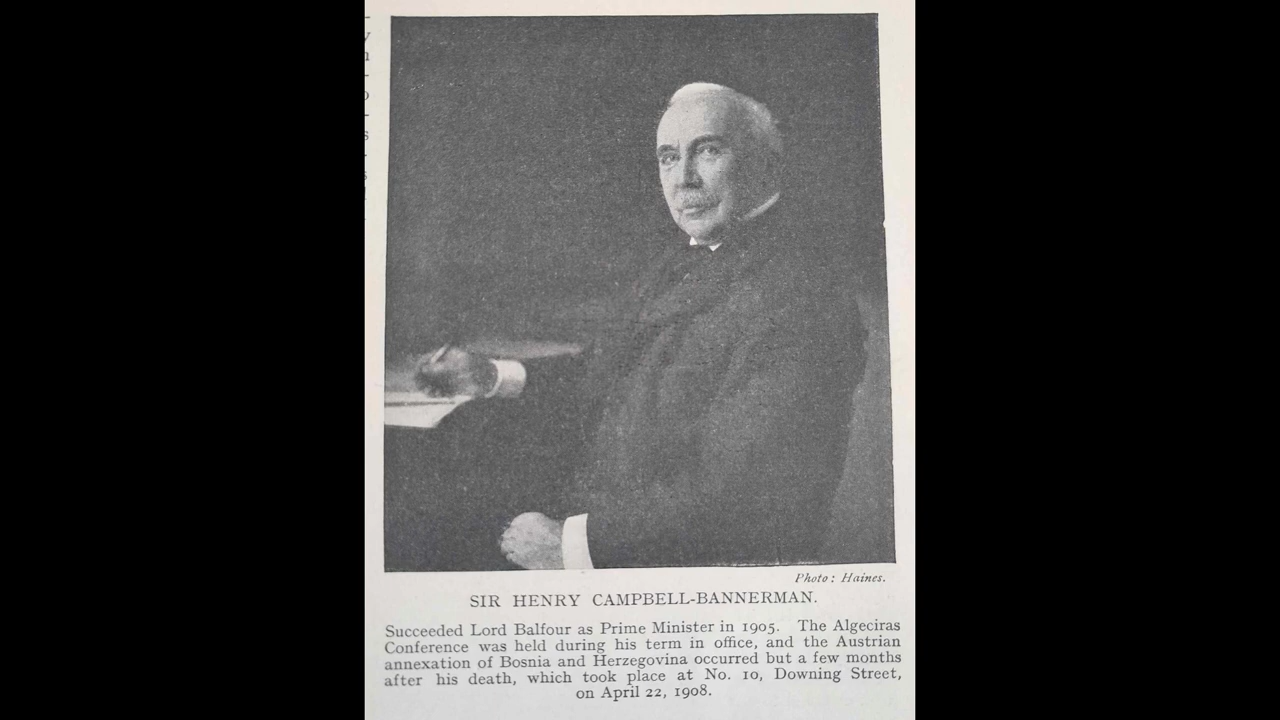 Photo: Haines.
SIR HENRY CAMPBELL-BANNERMAN.
Succeeded Lord Balfour as Prime Minister in 1905. The Algeciras
Conference was held during his term in office, and the Austrian
annexation of Bosnia and Herzegovina occurred but a few months
after his death, which took place at No. 10, Downing Street,
on April 22, 1908.